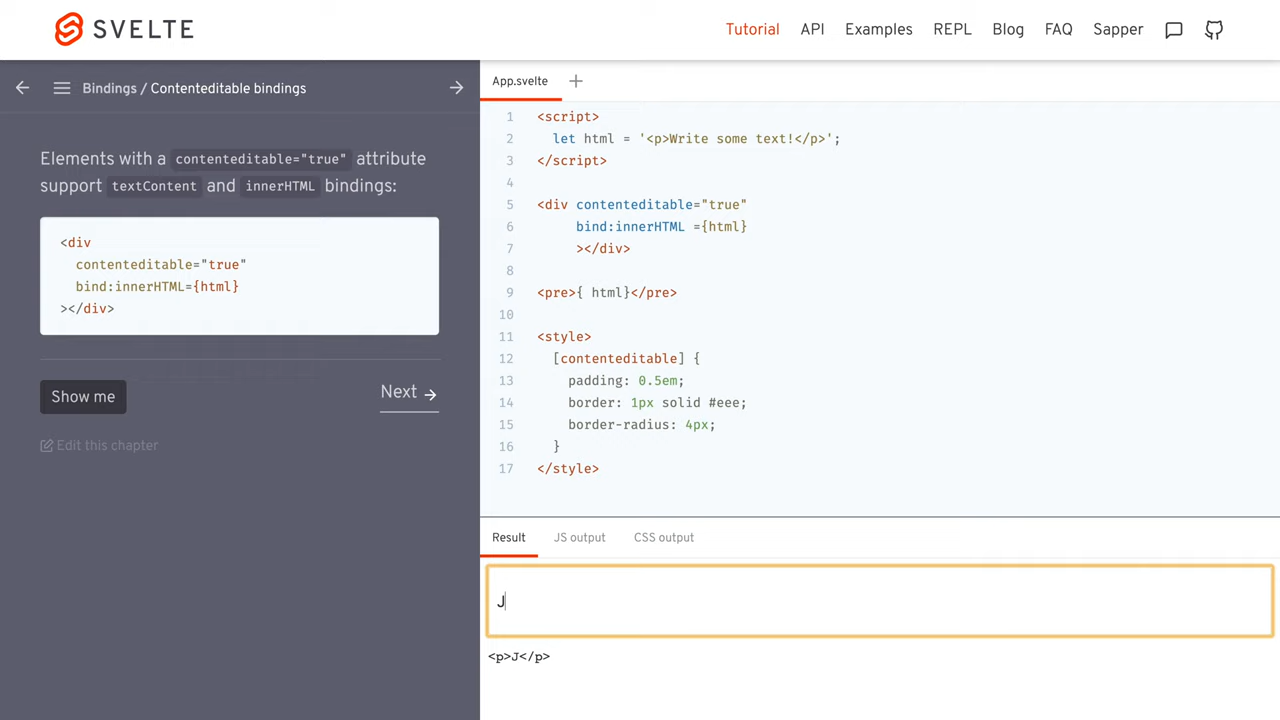 SVELTE
Tutorial API Examples REPL Blog FAQ Sapper
Bindings / Contenteditable bindings
Elements with a contenteditable="true" attribute
support textContent and innerHTML bindings:
<div
contenteditable="true"
bind:innerHTML={html}
></div>
Show me
Next
Edit this chapter
App.svelte
1 <script>
2 let html = '<p>Write some text!</p>';
3 </script>
4
5 <div contenteditable="true"
6 bind:innerHTML ={html}
7 ></div>
8
9 <pre>{ html}</pre>
10
11 <style>
12 [contenteditable] {
13 padding: 0.5em;
14 border: 1px solid #eee;
15 border-radius: 4px;
16 }
17 </style>
Result JS output CSS output
J
<p>J</p>